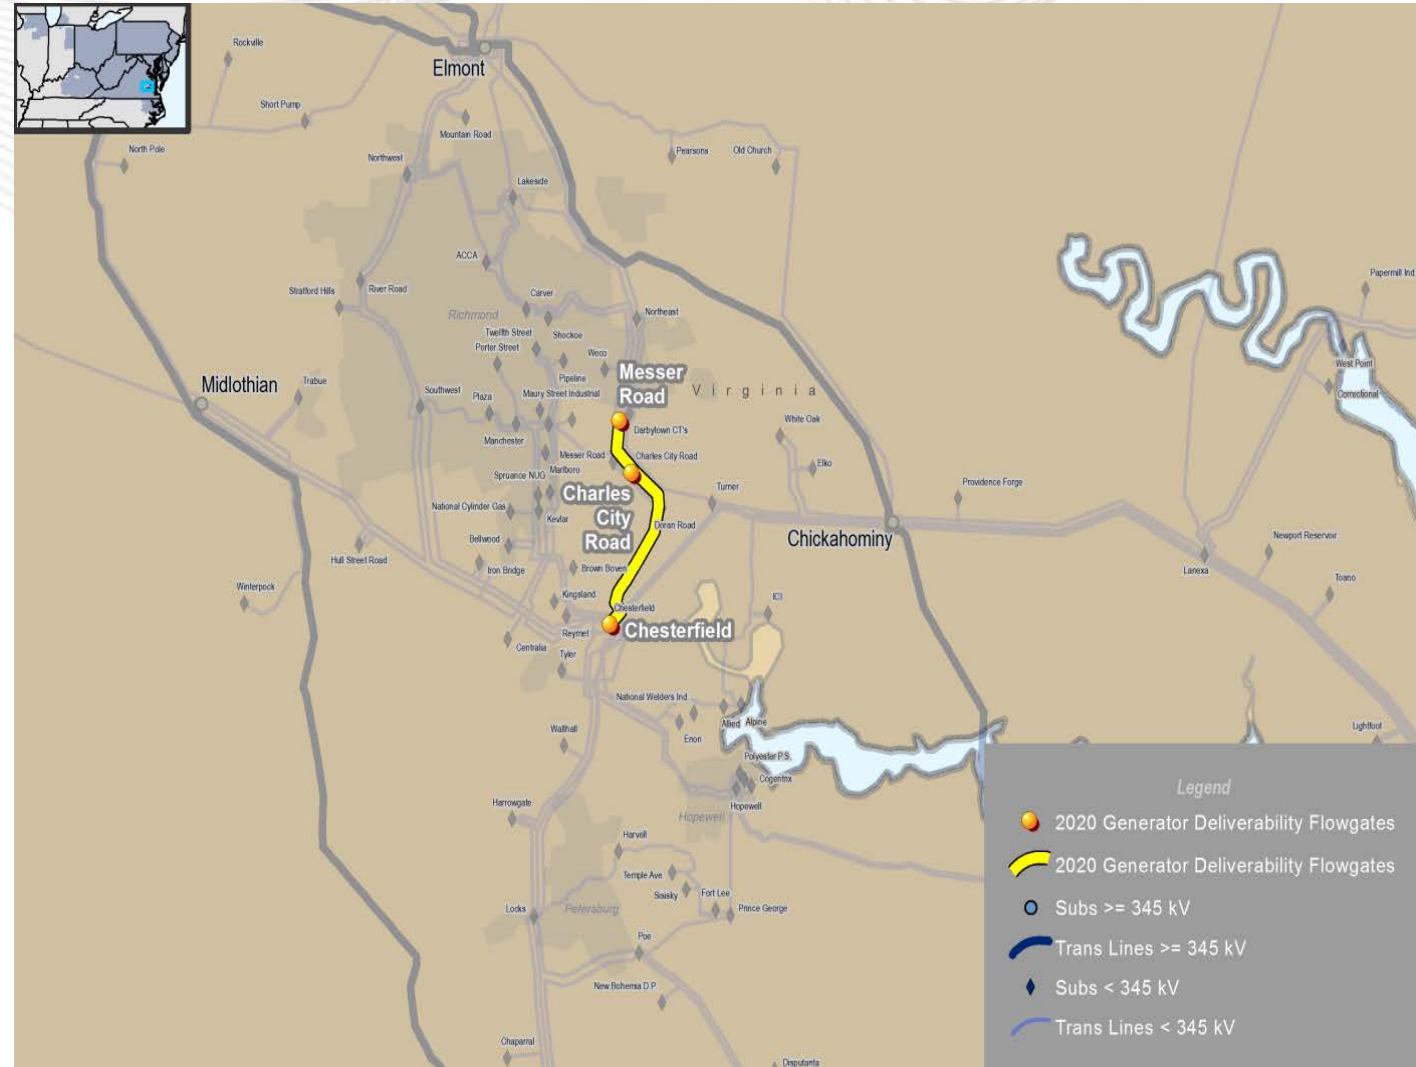 Rockville
Elmont
Short Pump
Mountain Road
North Pole
Northwest
Pearsons
Old Church
Lakeside
ACCA
Papermill Ind
Stratford Hills
River Road
Carver
Richmond
Northeast
Twelfth Street
Shockoe
Porter Street
Weco
West Point
Messer
Road
Virginia
Midlothian
Trabue
Pipeline
Southwest
Plaza
Maury Street Industrial
Correctional
White Oak
Darbytown CT's
Manchester
Messer Road
Charles City Road
Elko
Spruance NUG
Marlboro
Charles
City
Road
Turner
Providence Forge
National Cylinder Gas
Kevlar
Doran Road
Chickahominy
Newport Reservoir
Bellwood
Hull Street Road
Iron Bridge
Brown Boveri
Lanexa
Toano
Winterpock
Kingsland
Chesterfield
ICI
Reymet
Chesterfield
Centralia
Tyler
National Welders Ind.
Walthall
Enon
Allied
Alpine
Lightfoot
Polyester P.S.
Cogentrix
Harrowgate
Hopewell
Hopewell
Harvell
Temple Ave
Sisisky
Fort Lee
Locks
Petersburg
Prince George
Poe
New Bohemia D.P
Chaparral
Disputanta
Legend
2020 Generator Deliverability Flowgates
2020 Generator Deliverability Flowgates
Subs >= 345 kV
Trans Lines >= 345 kV
Subs < 345 kV
Trans Lines < 345 kV